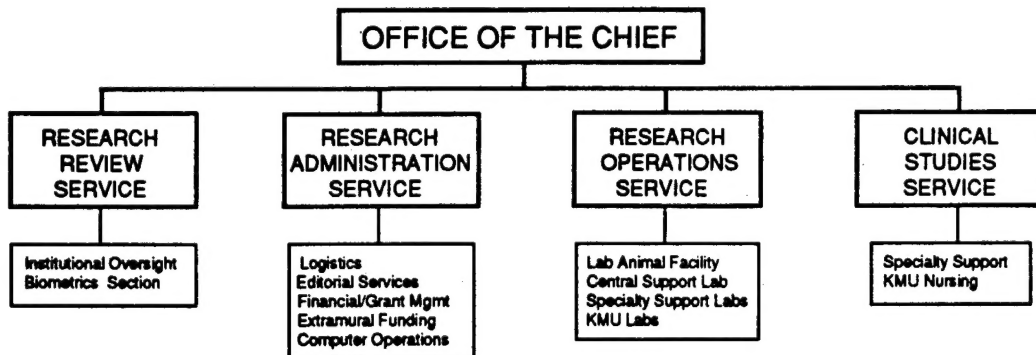 OFFICE OF THE CHIEF
RESEARCH
REVIEW
SERVICE
Institutional Oversight
Biometrics Section
RESEARCH
ADMINISTRATION
SERVICE
Logistics
Editorial Services
Financial/Grant Mgmt
Extramural Funding
Computer Operations
RESEARCH
OPERATIONS
SERVICE
Lab Animal Facility
Central Support Lab
Specialty Support Labs
KMU Labs
CLINICAL
STUDIES
SERVICE
Specialty Support
KMU Nursing